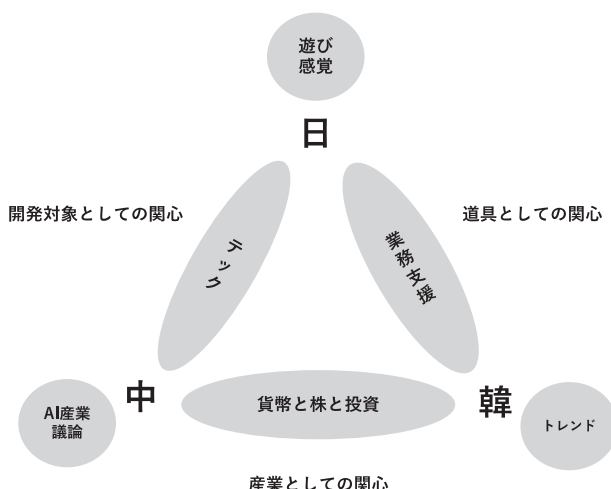 遊び
感覚
日
開発対象としての関心
道具としての関心
テック
業務支援
中
韓
AI産業
議論
貨幣と株と投資
トレンド
産業としての関心